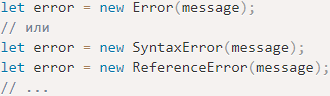 let error = new Error(message);
// или
let error = new SyntaxError(message);
let error = new ReferenceError(message);
// ...